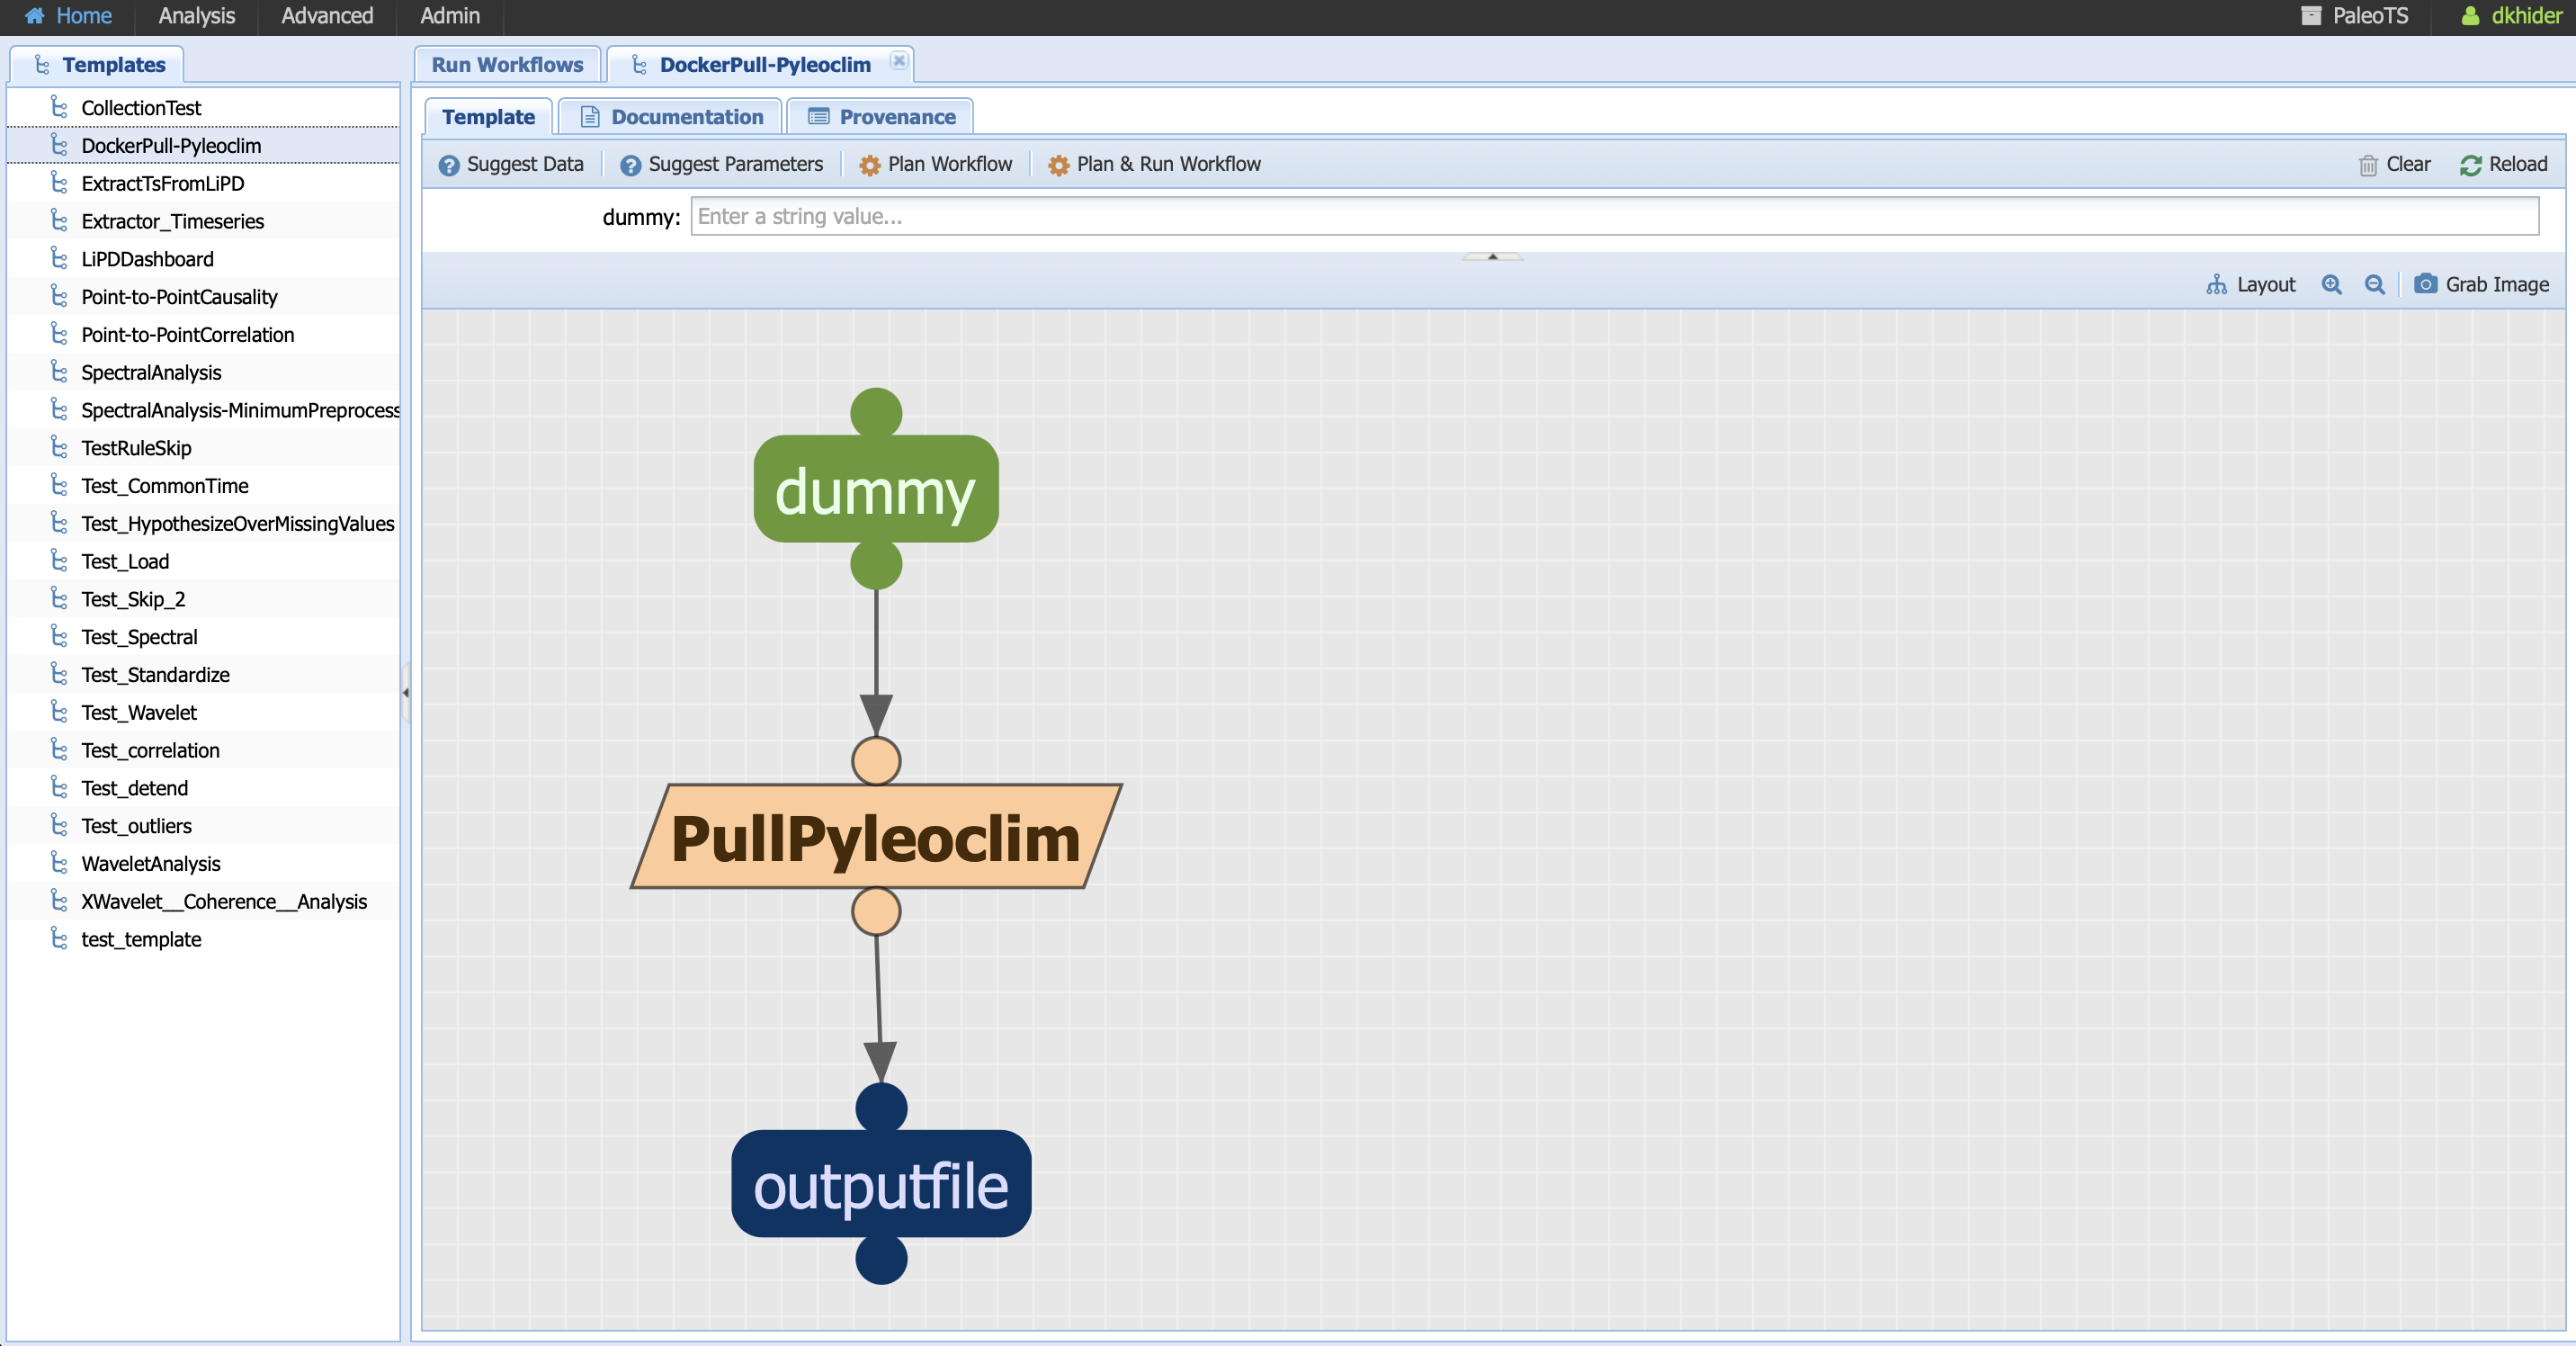 Home Analysis Advanced Admin PaleoTS dkhider
Templates
CollectionTest
DockerPull-Pyleoclim
ExtractTsFromLiPD
Extractor_Timeseries
LiPDDashboard
Point-to-PointCausality
Point-to-PointCorrelation
SpectralAnalysis
SpectralAnalysis-MinimumPreprocess
TestRuleSkip
Test_CommonTime
Test_HypothesizeOverMissingValues
Test_Load
Test_Skip_2
Test_Spectral
Test_Standardize
Test_Wavelet
Test_correlation
Test_detend
Test_outliers
WaveletAnalysis
XWavelet__Coherence__Analysis
test_template
Run Workflows DockerPull-Pyleoclim
Template Documentation Provenance
Suggest Data Suggest Parameters Plan Workflow Plan & Run Workflow Clear Reload
dummy: Enter a string value...
Layout Grab Image
dummy
PullPyleoclim
outputfile